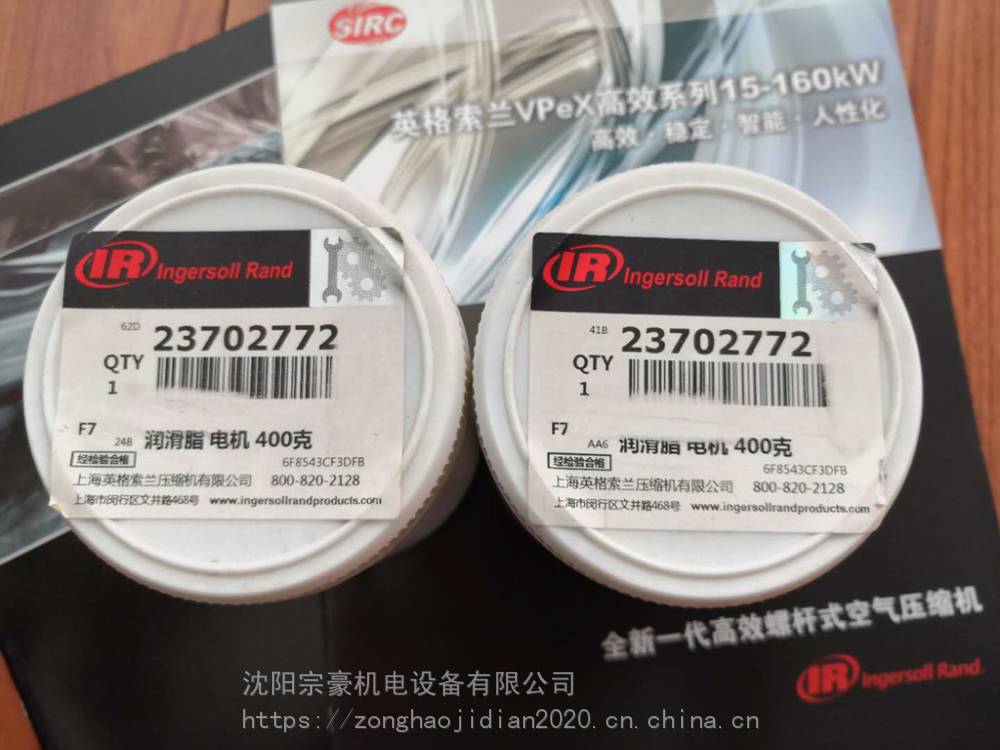 SIRC
英格索兰VPeX高效系列15-160kW
高效 · 稳定 · 智能 · 人性化
IR Ingersoll Rand
62D 23702772
QTY
1
F7
24B 润滑脂 电机 400克
经检验合格 6F8543CF3DFB
上海英格索兰压缩机有限公司 800-820-2128
上海市闵行区文井路468号 www.ingersollrandproducts.com
IR Ingersoll Rand
41B 23702772
QTY
1
F7
AA6 润滑脂 电机 400克
经检验合格 6F8543CF3DFB
上海英格索兰压缩机有限公司 800-820-2128
上海市闵行区文井路468号 www.ingersollrandproducts.com
全新一代高效螺杆式空气压缩机
IR Ingersoll Rand
沈阳宗豪机电设备有限公司
https://zonghaojidian2020.cn.china.cn